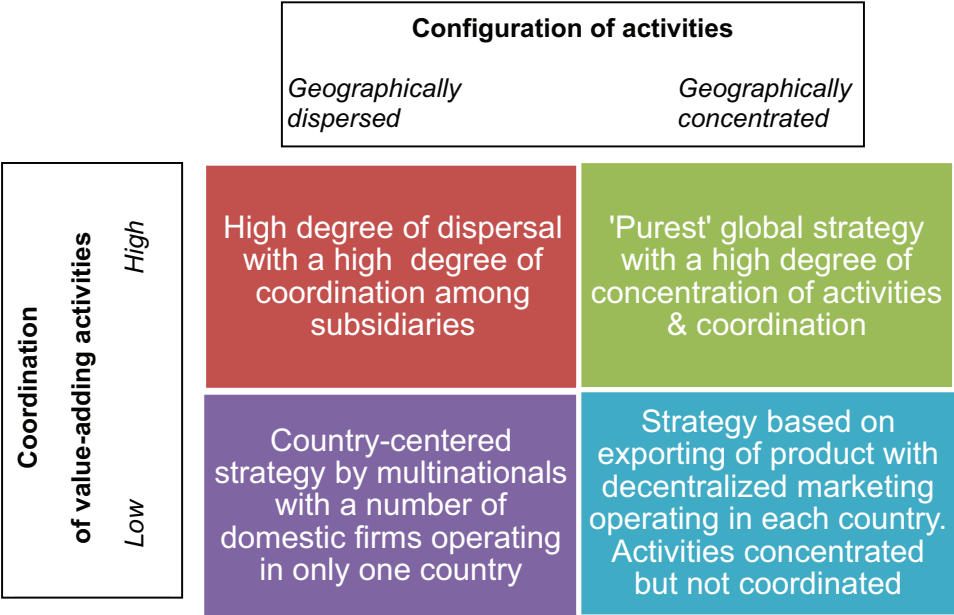 Configuration of activities
Geographically
dispersed
Geographically
concentrated
Coordination
of value-adding activities
High
Low
High degree of dispersal
with a high  degree of
coordination among
subsidiaries
'Purest' global strategy
with a high degree of
concentration of activities
& coordination
Country-centered
strategy by multinationals
with a number of
domestic firms operating
in only one country
Strategy based on
exporting of product with
decentralized marketing
operating in each country.
Activities concentrated
but not coordinated